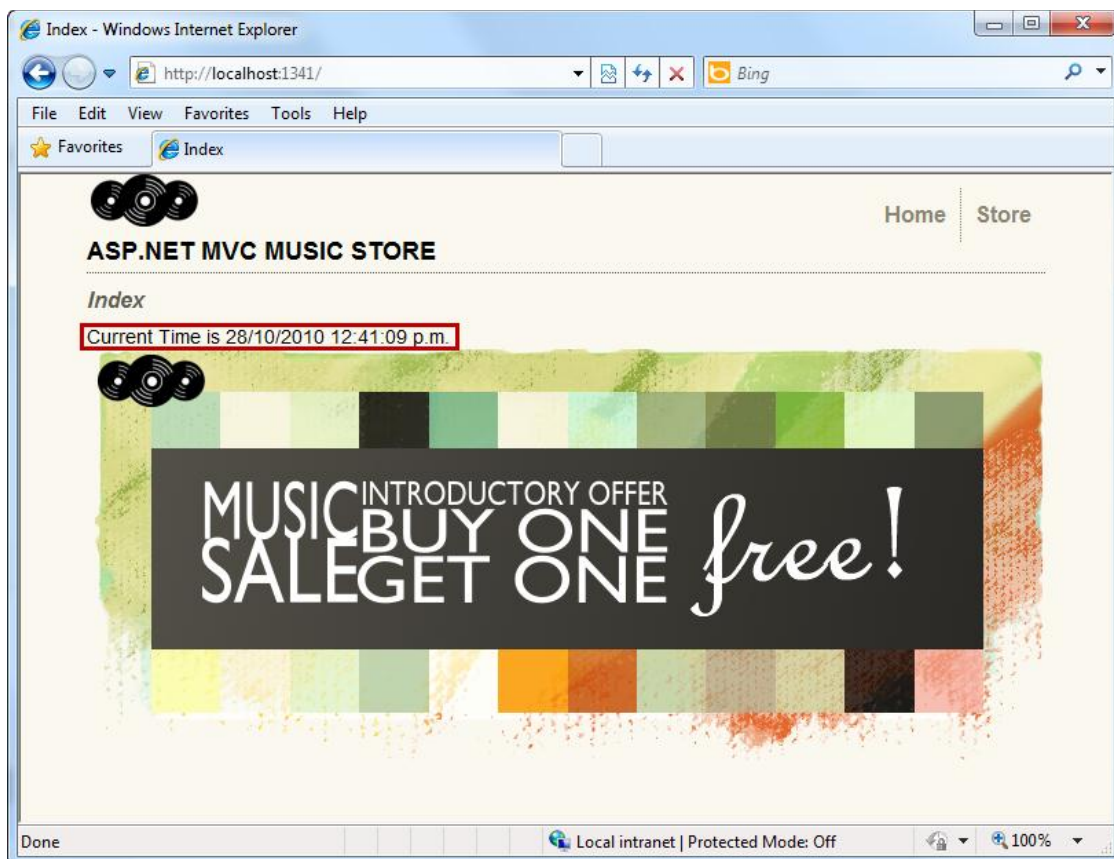 Index - Windows Internet Explorer
http://localhost:1341/
Bing
File Edit View Favorites Tools Help
Favorites
Index
Home Store
ASP.NET MVC MUSIC STORE
Index
Current Time is 28/10/2010 12:41:09 p.m.
MUSIC SALE
INTRODUCTORY OFFER
BUY ONE
GET ONE
free!
Done
Local intranet | Protected Mode: Off
100%